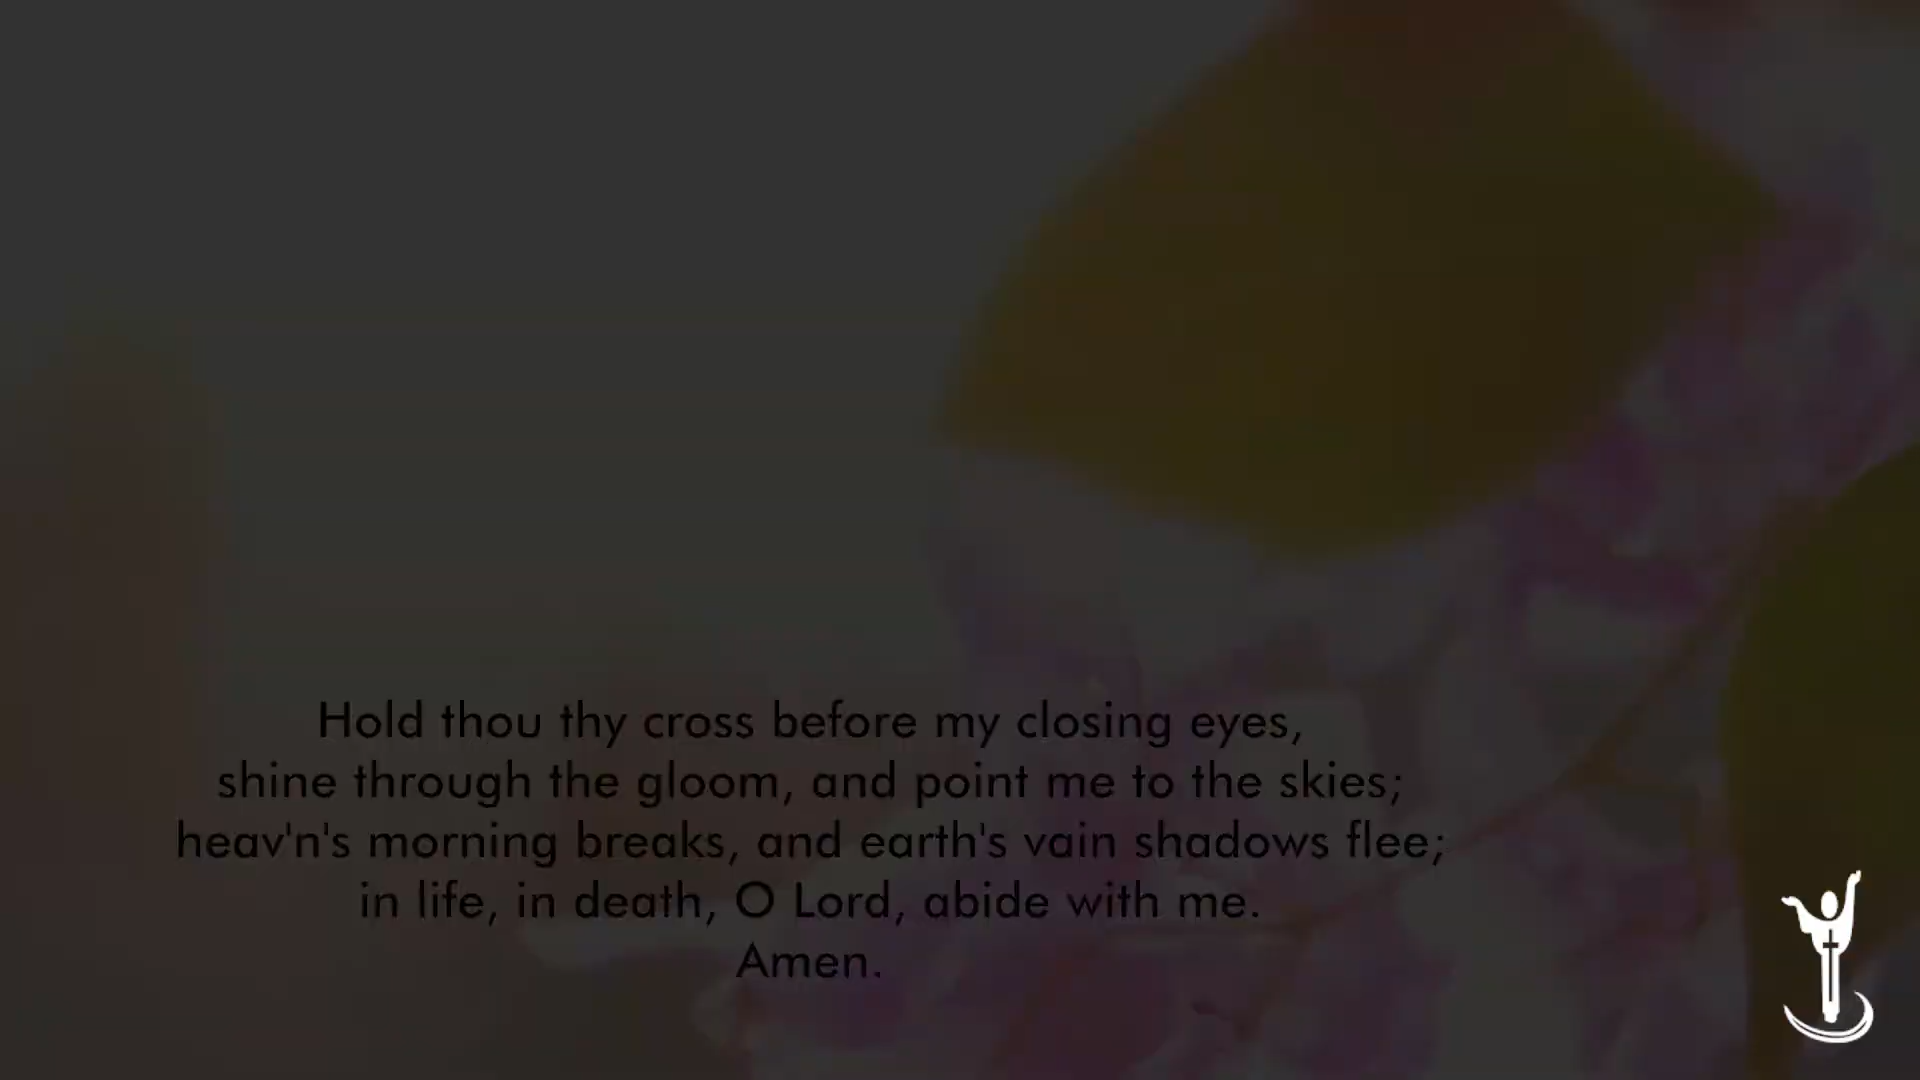 Hold thou thy cross before my closing eyes,
shine through the gloom, and point me to the skies;
heav'n's morning breaks, and earth's vain shadows flee;
in life, in death, O Lord, abide with me.
Amen.